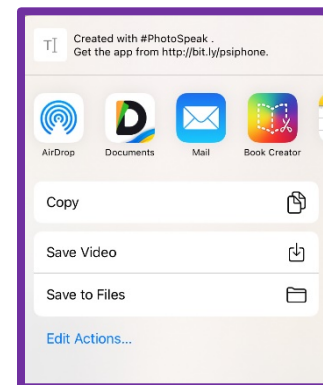 T
Created with #PhotoSpeak .
Get the app from http://bit.ly/psiphone.
AirDrop
Documents
Mail
Book Creator
Copy
Save Video
Save to Files
Edit Actions...